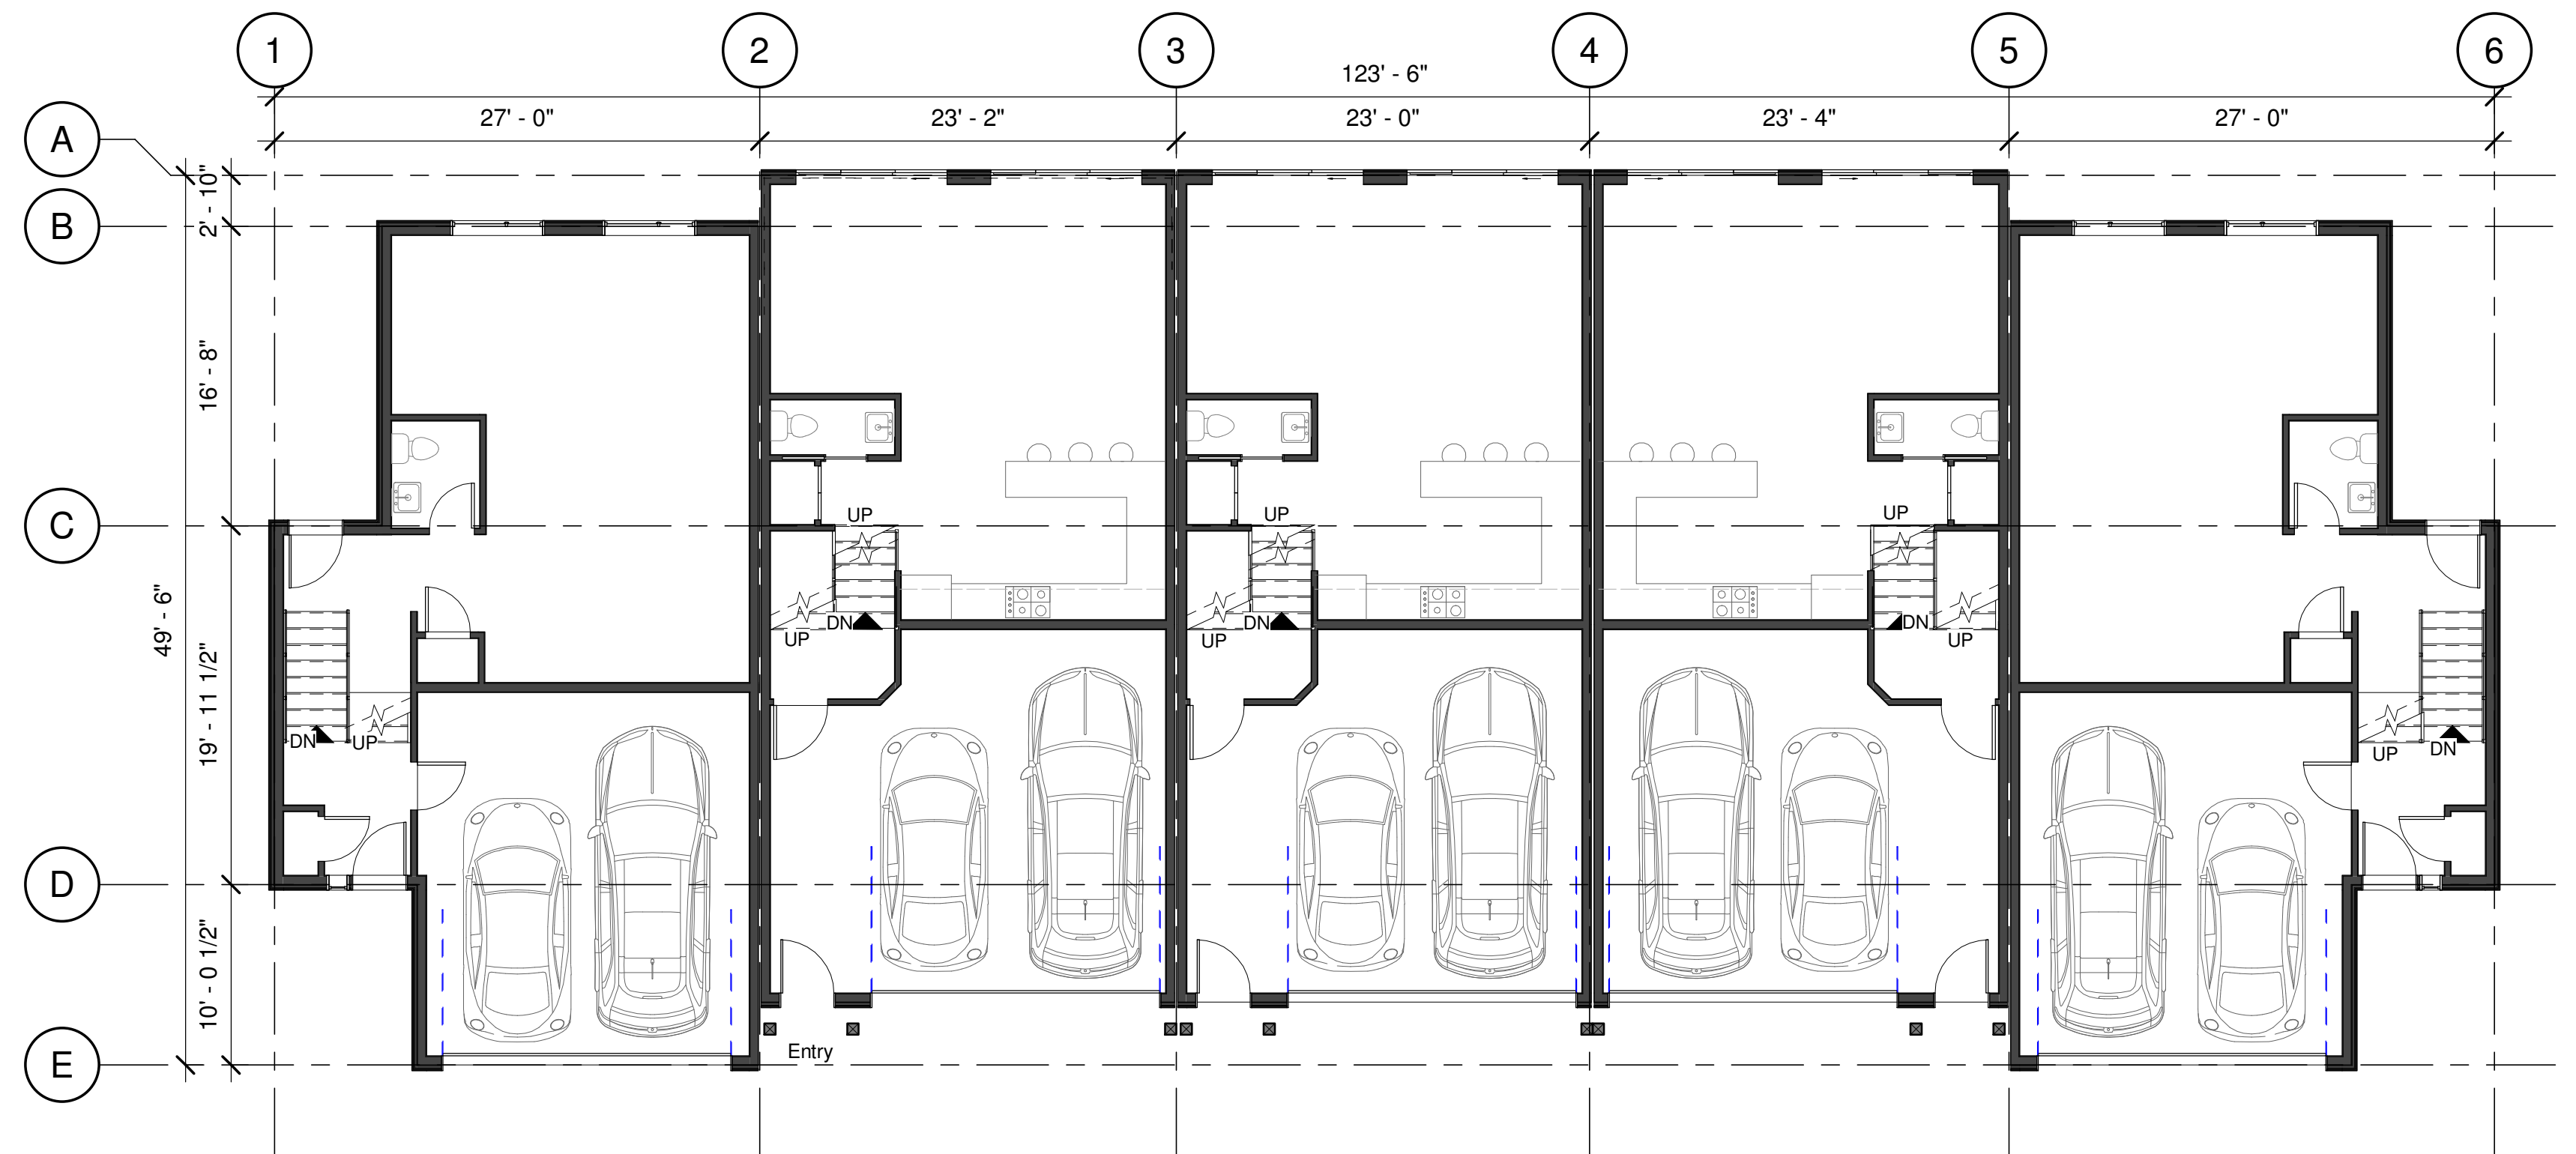 1
2
3
4
5
6
123' - 6"
27' - 0"
23' - 2"
23' - 0"
23' - 4"
27' - 0"
A
B
C
D
E
2' - 10"
16' - 8"
19' - 11 1/2"
10' - 0 1/2"
49' - 6"
UP
UP
UP
UP
DN
UP
DN
DN
UP
UP
DN
UP
UP
DN
Entry